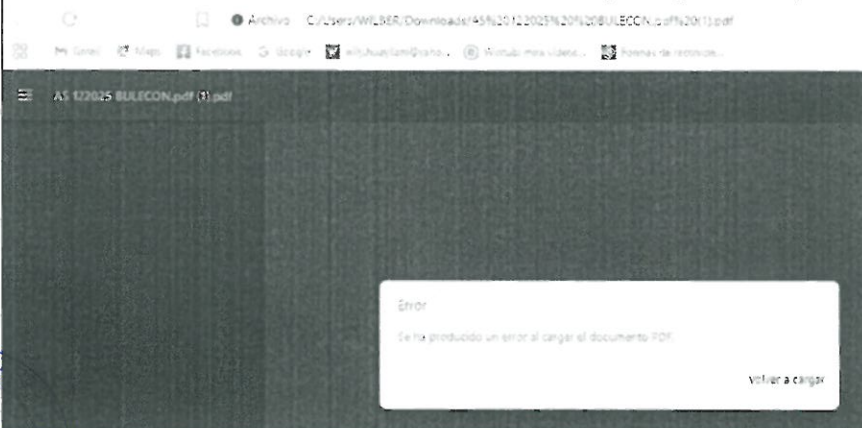 Archivo C:/Users/WILBER/Downloads/AS%20122025%20%20BULECON.pdf%20(1).pdf
Gmail Maps Facebook Google
AS 122025 BULECON.pdf (1).pdf
Error
Se ha producido un error al cargar el documento PDF.
Volver a cargar